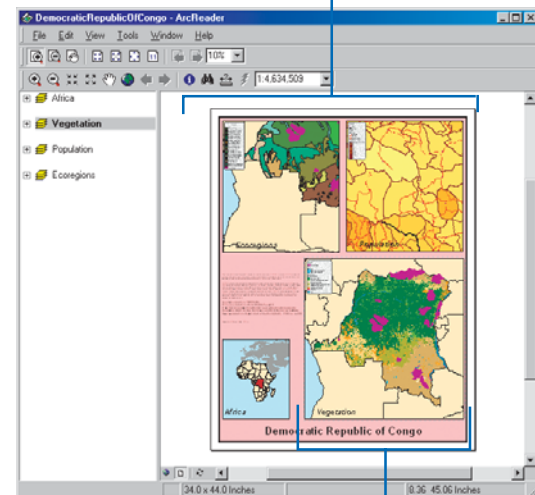 DemocraticRepublicOfCongo - ArcReader
File Edit View Tools Window Help
10%
1:4,634,509
Africa
Vegetation
Population
Ecoregions
Ecoregions
Population
Africa
Vegetation
Democratic Republic of Congo
34.0 x 44.0 Inches
8.36 45.06 Inches